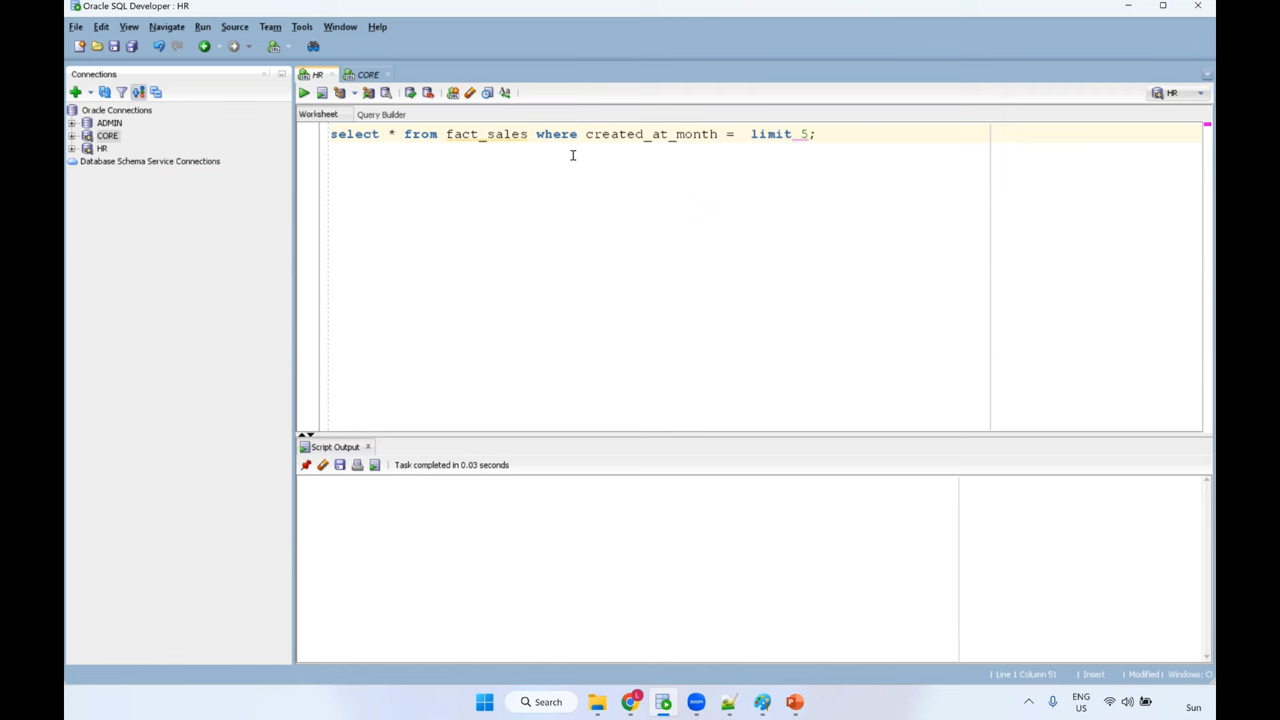 Oracle SQL Developer : HR
File Edit View Navigate Run Source Team Tools Window Help
Connections
HR CORE
Oracle Connections
ADMIN
CORE
HR
Database Schema Service Connections
HR
Worksheet Query Builder
select * from fact_sales where created_at_month =  limit 5;
Script Output
Task completed in 0.03 seconds
Line 1 Column 51 Insert Modified Windows:
Search
ENG
US
Sun